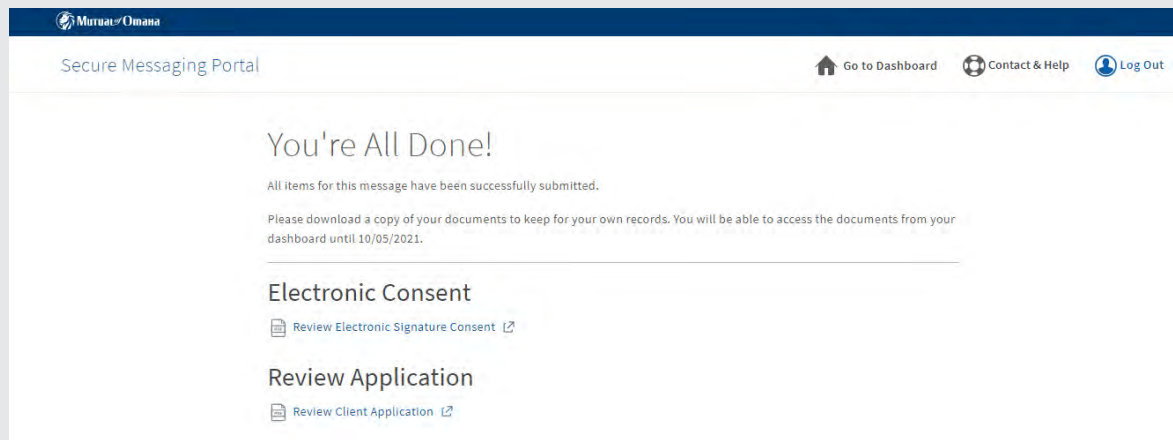 Mutual of Omaha
Secure Messaging Portal
Go to Dashboard
Contact & Help
Log Out
You're All Done!
All items for this message have been successfully submitted.
Please download a copy of your documents to keep for your own records. You will be able to access the documents from your
dashboard until 10/05/2021.
Electronic Consent
Review Electronic Signature Consent
Review Application
Review Client Application